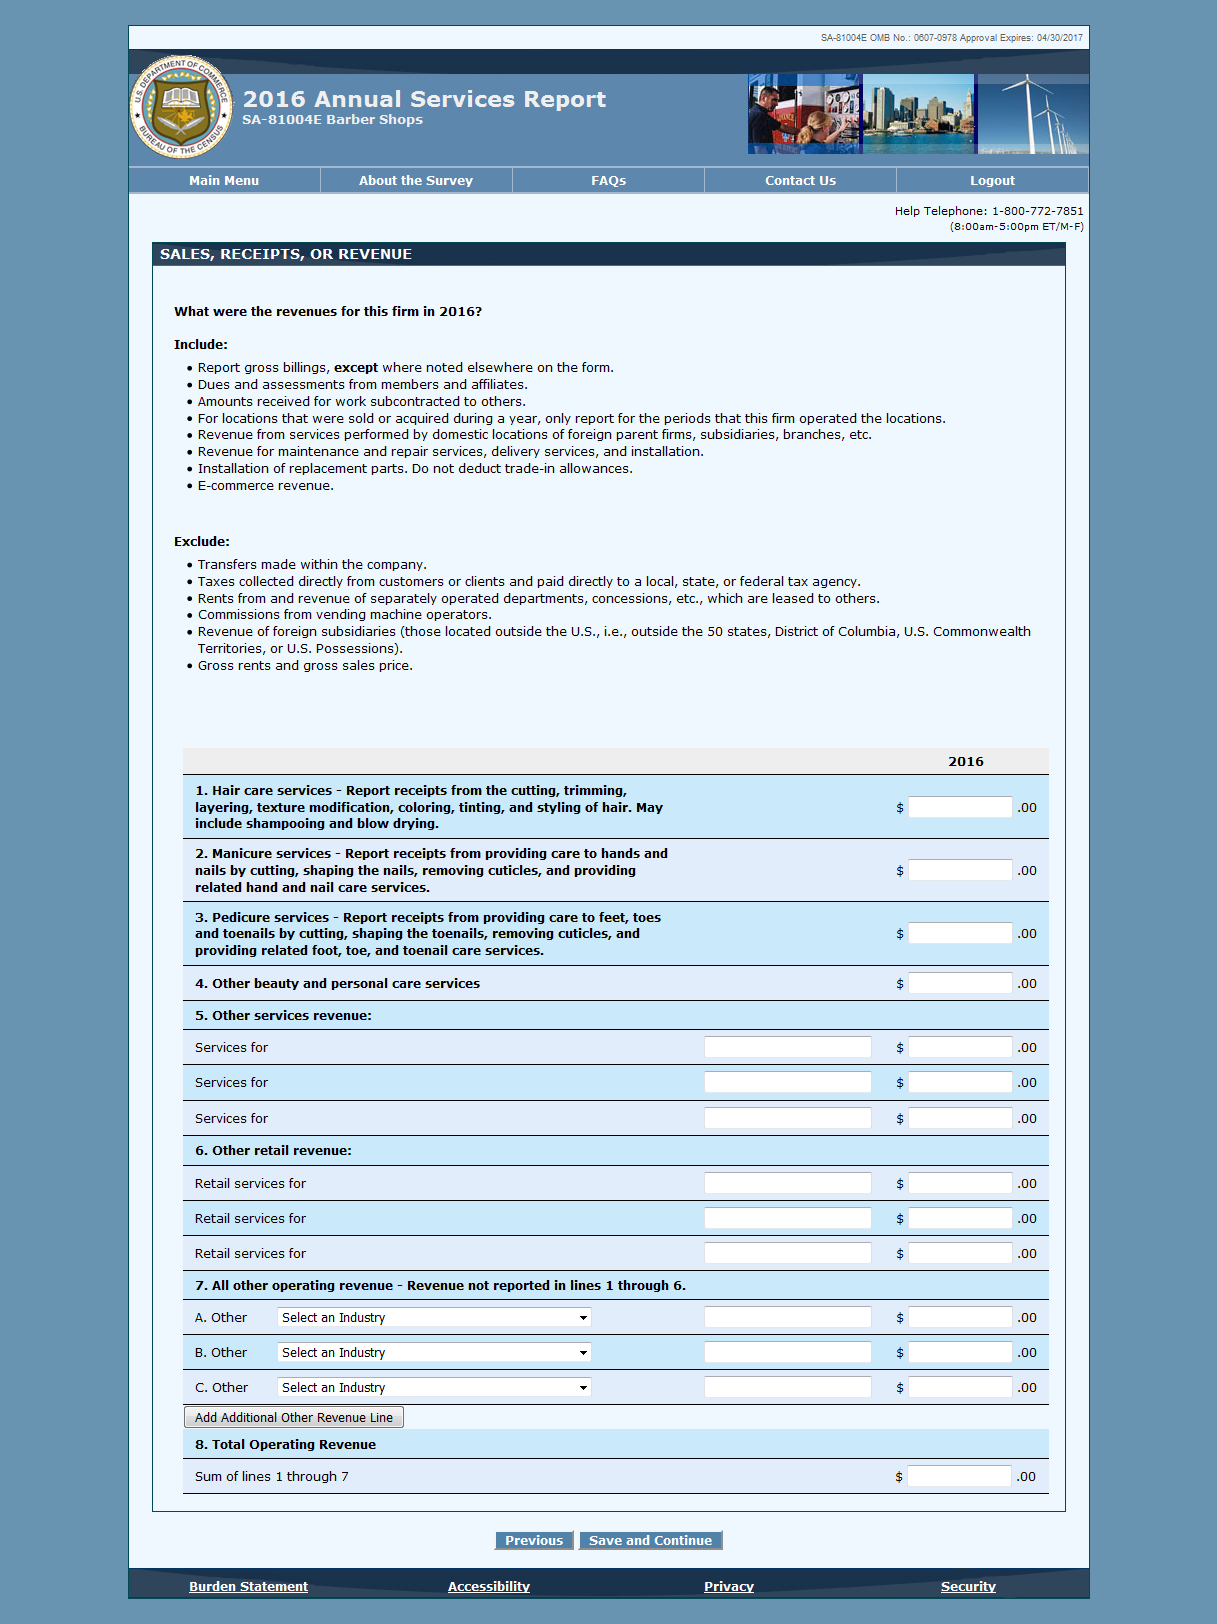 SA-81004E OMB No.: 0607-0978 Approval Expires: 04/30/2017
U.S. DEPARTMENT OF COMMERCE
BUREAU OF THE CENSUS
2016 Annual Services Report
SA-81004E Barber Shops
Main Menu
About the Survey
FAQs
Contact Us
Logout
Help Telephone: 1-800-772-7851
(8:00am-5:00pm ET/M-F)
SALES, RECEIPTS, OR REVENUE
What were the revenues for this firm in 2016?
Include:
• Report gross billings, except where noted elsewhere on the form.
• Dues and assessments from members and affiliates.
• Amounts received for work subcontracted to others.
• For locations that were sold or acquired during a year, only report for the periods that this firm operated the locations.
• Revenue from services performed by domestic locations of foreign parent firms, subsidiaries, branches, etc.
• Revenue for maintenance and repair services, delivery services, and installation.
• Installation of replacement parts. Do not deduct trade-in allowances.
• E-commerce revenue.
Exclude:
• Transfers made within the company.
• Taxes collected directly from customers or clients and paid directly to a local, state, or federal tax agency.
• Rents from and revenue of separately operated departments, concessions, etc., which are leased to others.
• Commissions from vending machine operators.
• Revenue of foreign subsidiaries (those located outside the U.S., i.e., outside the 50 states, District of Columbia, U.S. Commonwealth
Territories, or U.S. Possessions).
• Gross rents and gross sales price.
2016
1. Hair care services - Report receipts from the cutting, trimming,
layering, texture modification, coloring, tinting, and styling of hair. May
include shampooing and blow drying.
$ .00
2. Manicure services - Report receipts from providing care to hands and
nails by cutting, shaping the nails, removing cuticles, and providing
related hand and nail care services.
$ .00
3. Pedicure services - Report receipts from providing care to feet, toes
and toenails by cutting, shaping the toenails, removing cuticles, and
providing related foot, toe, and toenail care services.
$ .00
4. Other beauty and personal care services $ .00
5. Other services revenue:
Services for $ .00
Services for $ .00
Services for $ .00
6. Other retail revenue:
Retail services for $ .00
Retail services for $ .00
Retail services for $ .00
7. All other operating revenue - Revenue not reported in lines 1 through 6.
A. Other Select an Industry $ .00
B. Other Select an Industry $ .00
C. Other Select an Industry $ .00
Add Additional Other Revenue Line
8. Total Operating Revenue
Sum of lines 1 through 7 $ .00
Previous Save and Continue
Burden Statement
Accessibility
Privacy
Security